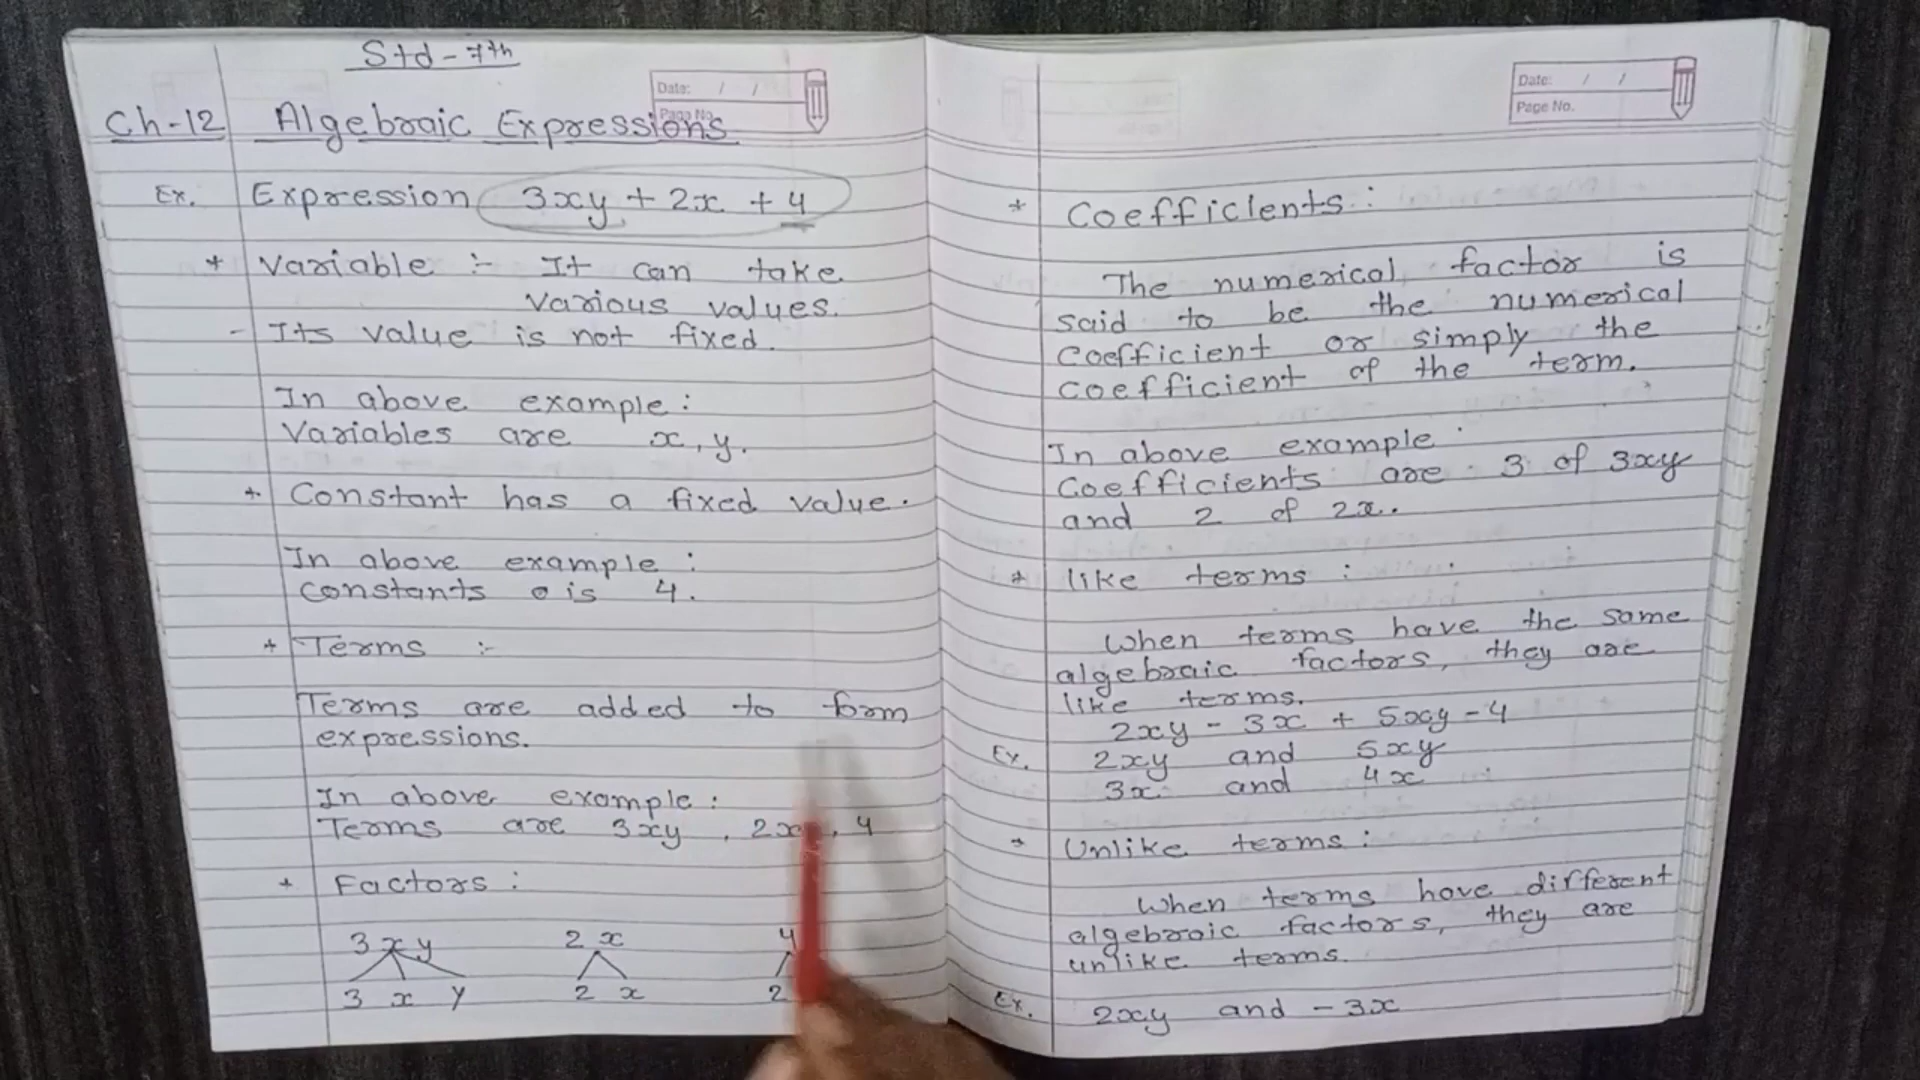 Std - 7th
Date: / /
Page No.
Ch-12 Algebraic Expressions
Ex. Expression 3xy + 2x + 4
* Variable :- It can take
various values.
- Its value is not fixed.
In above example:
Variables are x, y.
* Constant has a fixed value.
In above example:
constants is 4.
* Terms :-
Terms are added to form
expressions.
In above example:
Terms are 3xy, 2x, 4
* Factors:
3xy 2x 4
3 x y 2 x 2
Date: / /
Page No.
* Coefficients:
The numerical factor is
said to be the numerical
coefficient or simply the
coefficient of the term.
In above example
Coefficients are 3 of 3xy
and 2 of 2x.
* like terms:
When terms have the same
algebraic factors, they are
like terms.
2xy - 3x + 5xy - 4
Ex. 2xy and 5xy
3x and 4x
* Unlike terms:
When terms have different
algebraic factors, they are
unlike terms.
Ex. 2xy and - 3x